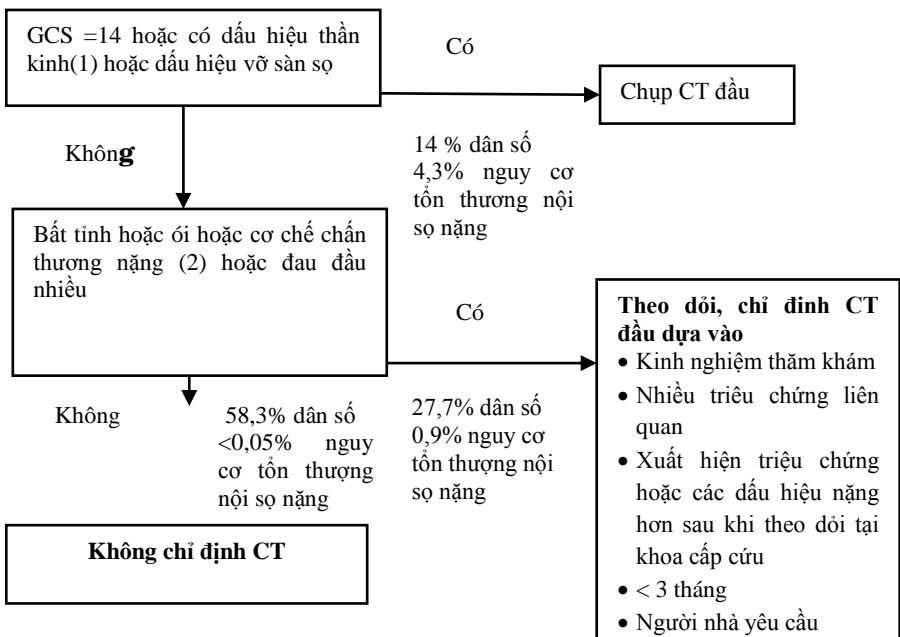 GCS =14 hoặc có dấu hiệu thần
kinh(1) hoặc dấu hiệu vỡ sàn sọ
Có
Chụp CT đầu
Không
14 % dân số
4,3% nguy cơ
tổn thương nội
sọ nặng
Bất tỉnh hoặc ói hoặc cơ chế chấn
thương nặng (2) hoặc đau đầu
nhiều
Có
Theo dỏi, chỉ đinh CT
đầu dựa vào
• Kinh nghiệm thăm khám
• Nhiều triêu chứng liên
quan
• Xuất hiện triệu chứng
hoặc các dấu hiệu nặng
hơn sau khi theo dỏi tại
khoa cấp cứu
• < 3 tháng
• Người nhà yêu cầu
Không
58,3% dân số
<0,05% nguy
cơ tổn thượng
nội sọ nặng
27,7% dân số
0,9% nguy cơ
tổn thượng nội
sọ nặng
Không chỉ định CT